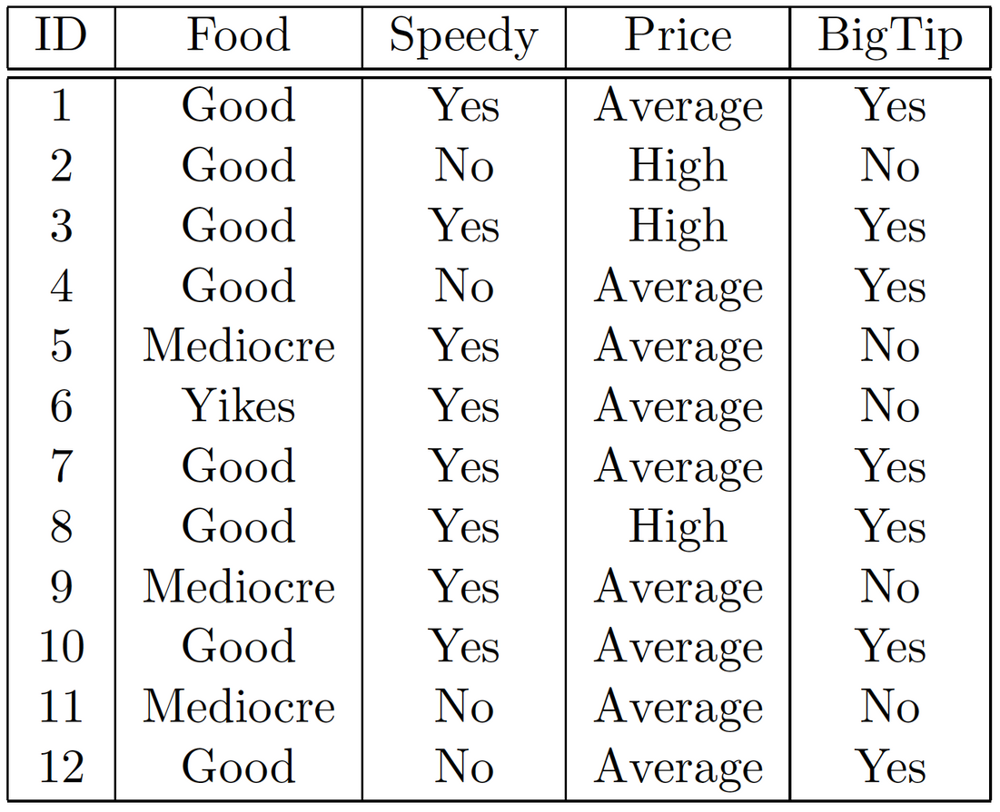 ID Food Speedy Price BigTip
1 Good Yes Average Yes
2 Good No High No
3 Good Yes High Yes
4 Good No Average Yes
5 Mediocre Yes Average No
6 Yikes Yes Average No
7 Good Yes Average Yes
8 Good Yes High Yes
9 Mediocre Yes Average No
10 Good Yes Average Yes
11 Mediocre No Average No
12 Good No Average Yes